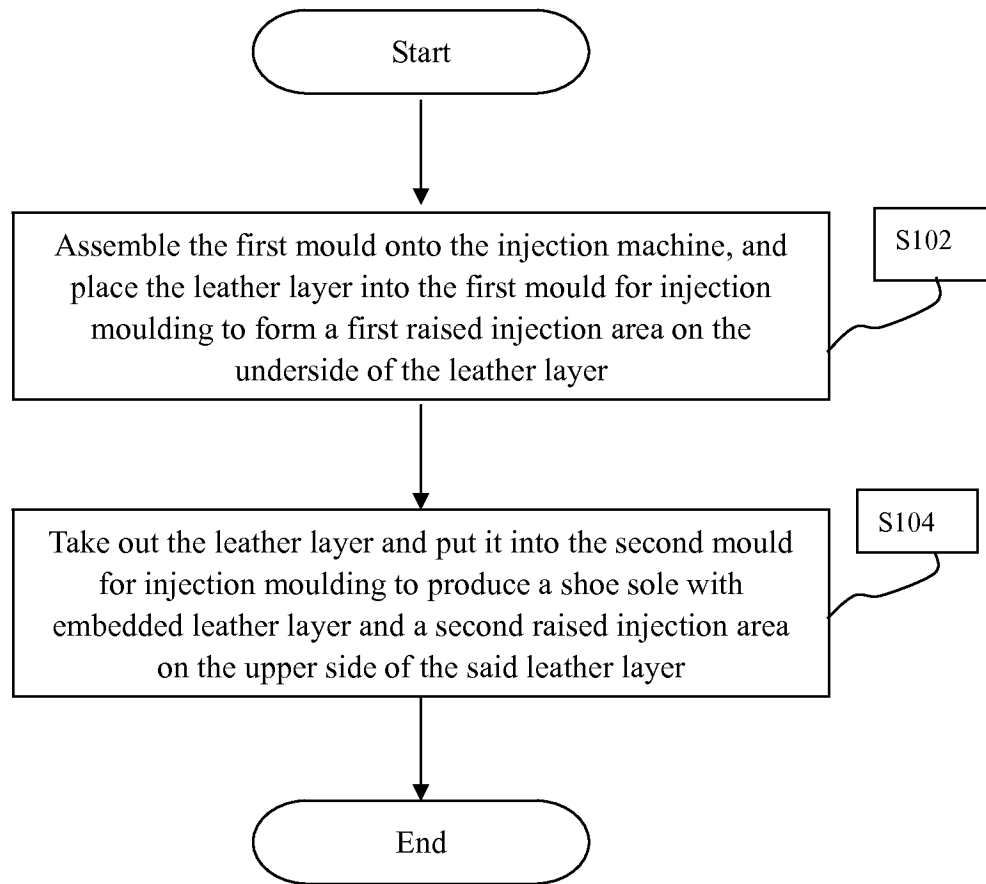 Start
Assemble the first mould onto the injection machine, and
place the leather layer into the first mould for injection
moulding to form a first raised injection area on the
underside of the leather layer
S102
Take out the leather layer and put it into the second mould
for injection moulding to produce a shoe sole with
embedded leather layer and a second raised injection area
on the upper side of the said leather layer
S104
End